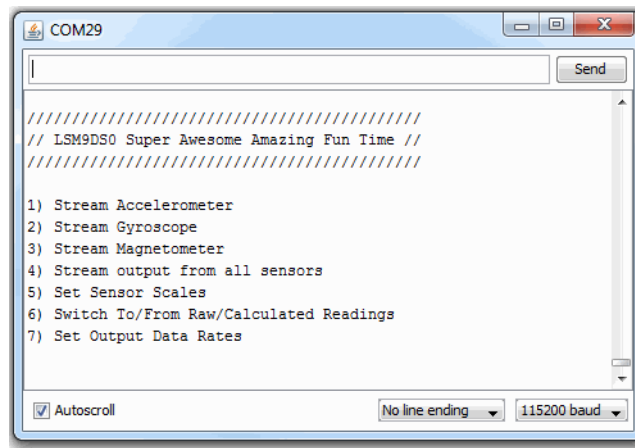 COM29
Send
////////////////////////////////////////////
// LSM9DS0 Super Awesome Amazing Fun Time //
////////////////////////////////////////////
1) Stream Accelerometer
2) Stream Gyroscope
3) Stream Magnetometer
4) Stream output from all sensors
5) Set Sensor Scales
6) Switch To/From Raw/Calculated Readings
7) Set Output Data Rates
Autoscroll
No line ending
115200 baud